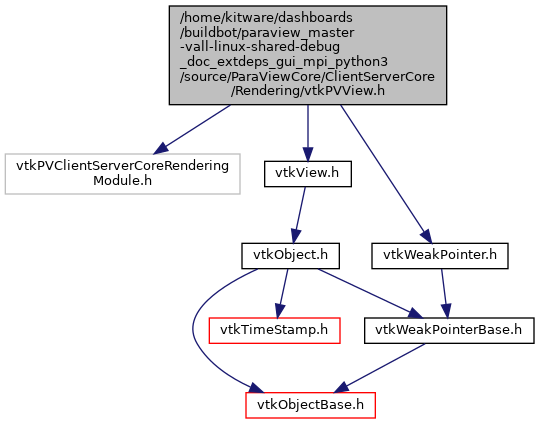 /home/kitware/dashboards
/buildbot/paraview_master
-vall-linux-shared-debug
_doc_extdeps_gui_mpi_python3
/source/ParaViewCore/ClientServerCore
/Rendering/vtkPVView.h
vtkPVClientServerCoreRendering
Module.h
vtkView.h
vtkObject.h
vtkWeakPointer.h
vtkTimeStamp.h
vtkWeakPointerBase.h
vtkObjectBase.h